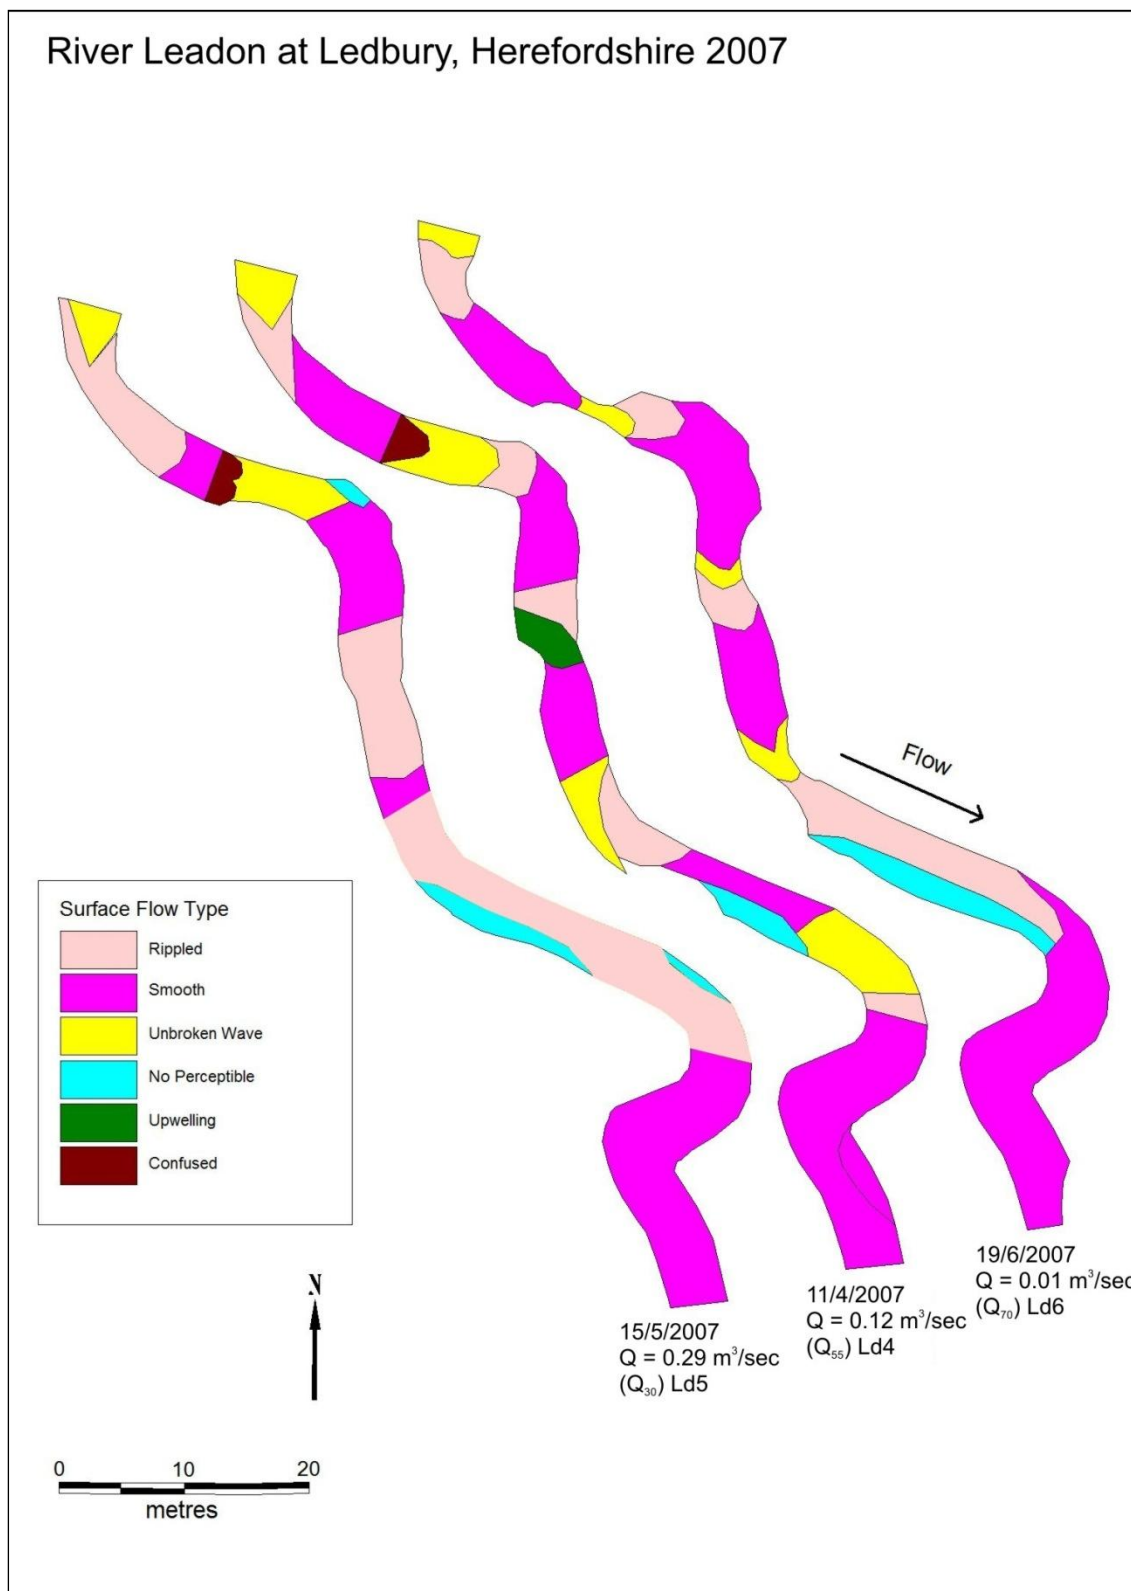 River Leadon at Ledbury, Herefordshire 2007
Flow
Surface Flow Type
Rippled
Smooth
Unbroken Wave
No Perceptible
Upwelling
Confused
19/6/2007
Q = 0.01 m³/sec
(Q₇₀) Ld6
11/4/2007
Q = 0.12 m³/sec
(Q₅₅) Ld4
15/5/2007
Q = 0.29 m³/sec
(Q₃₀) Ld5
N
0 10 20
metres